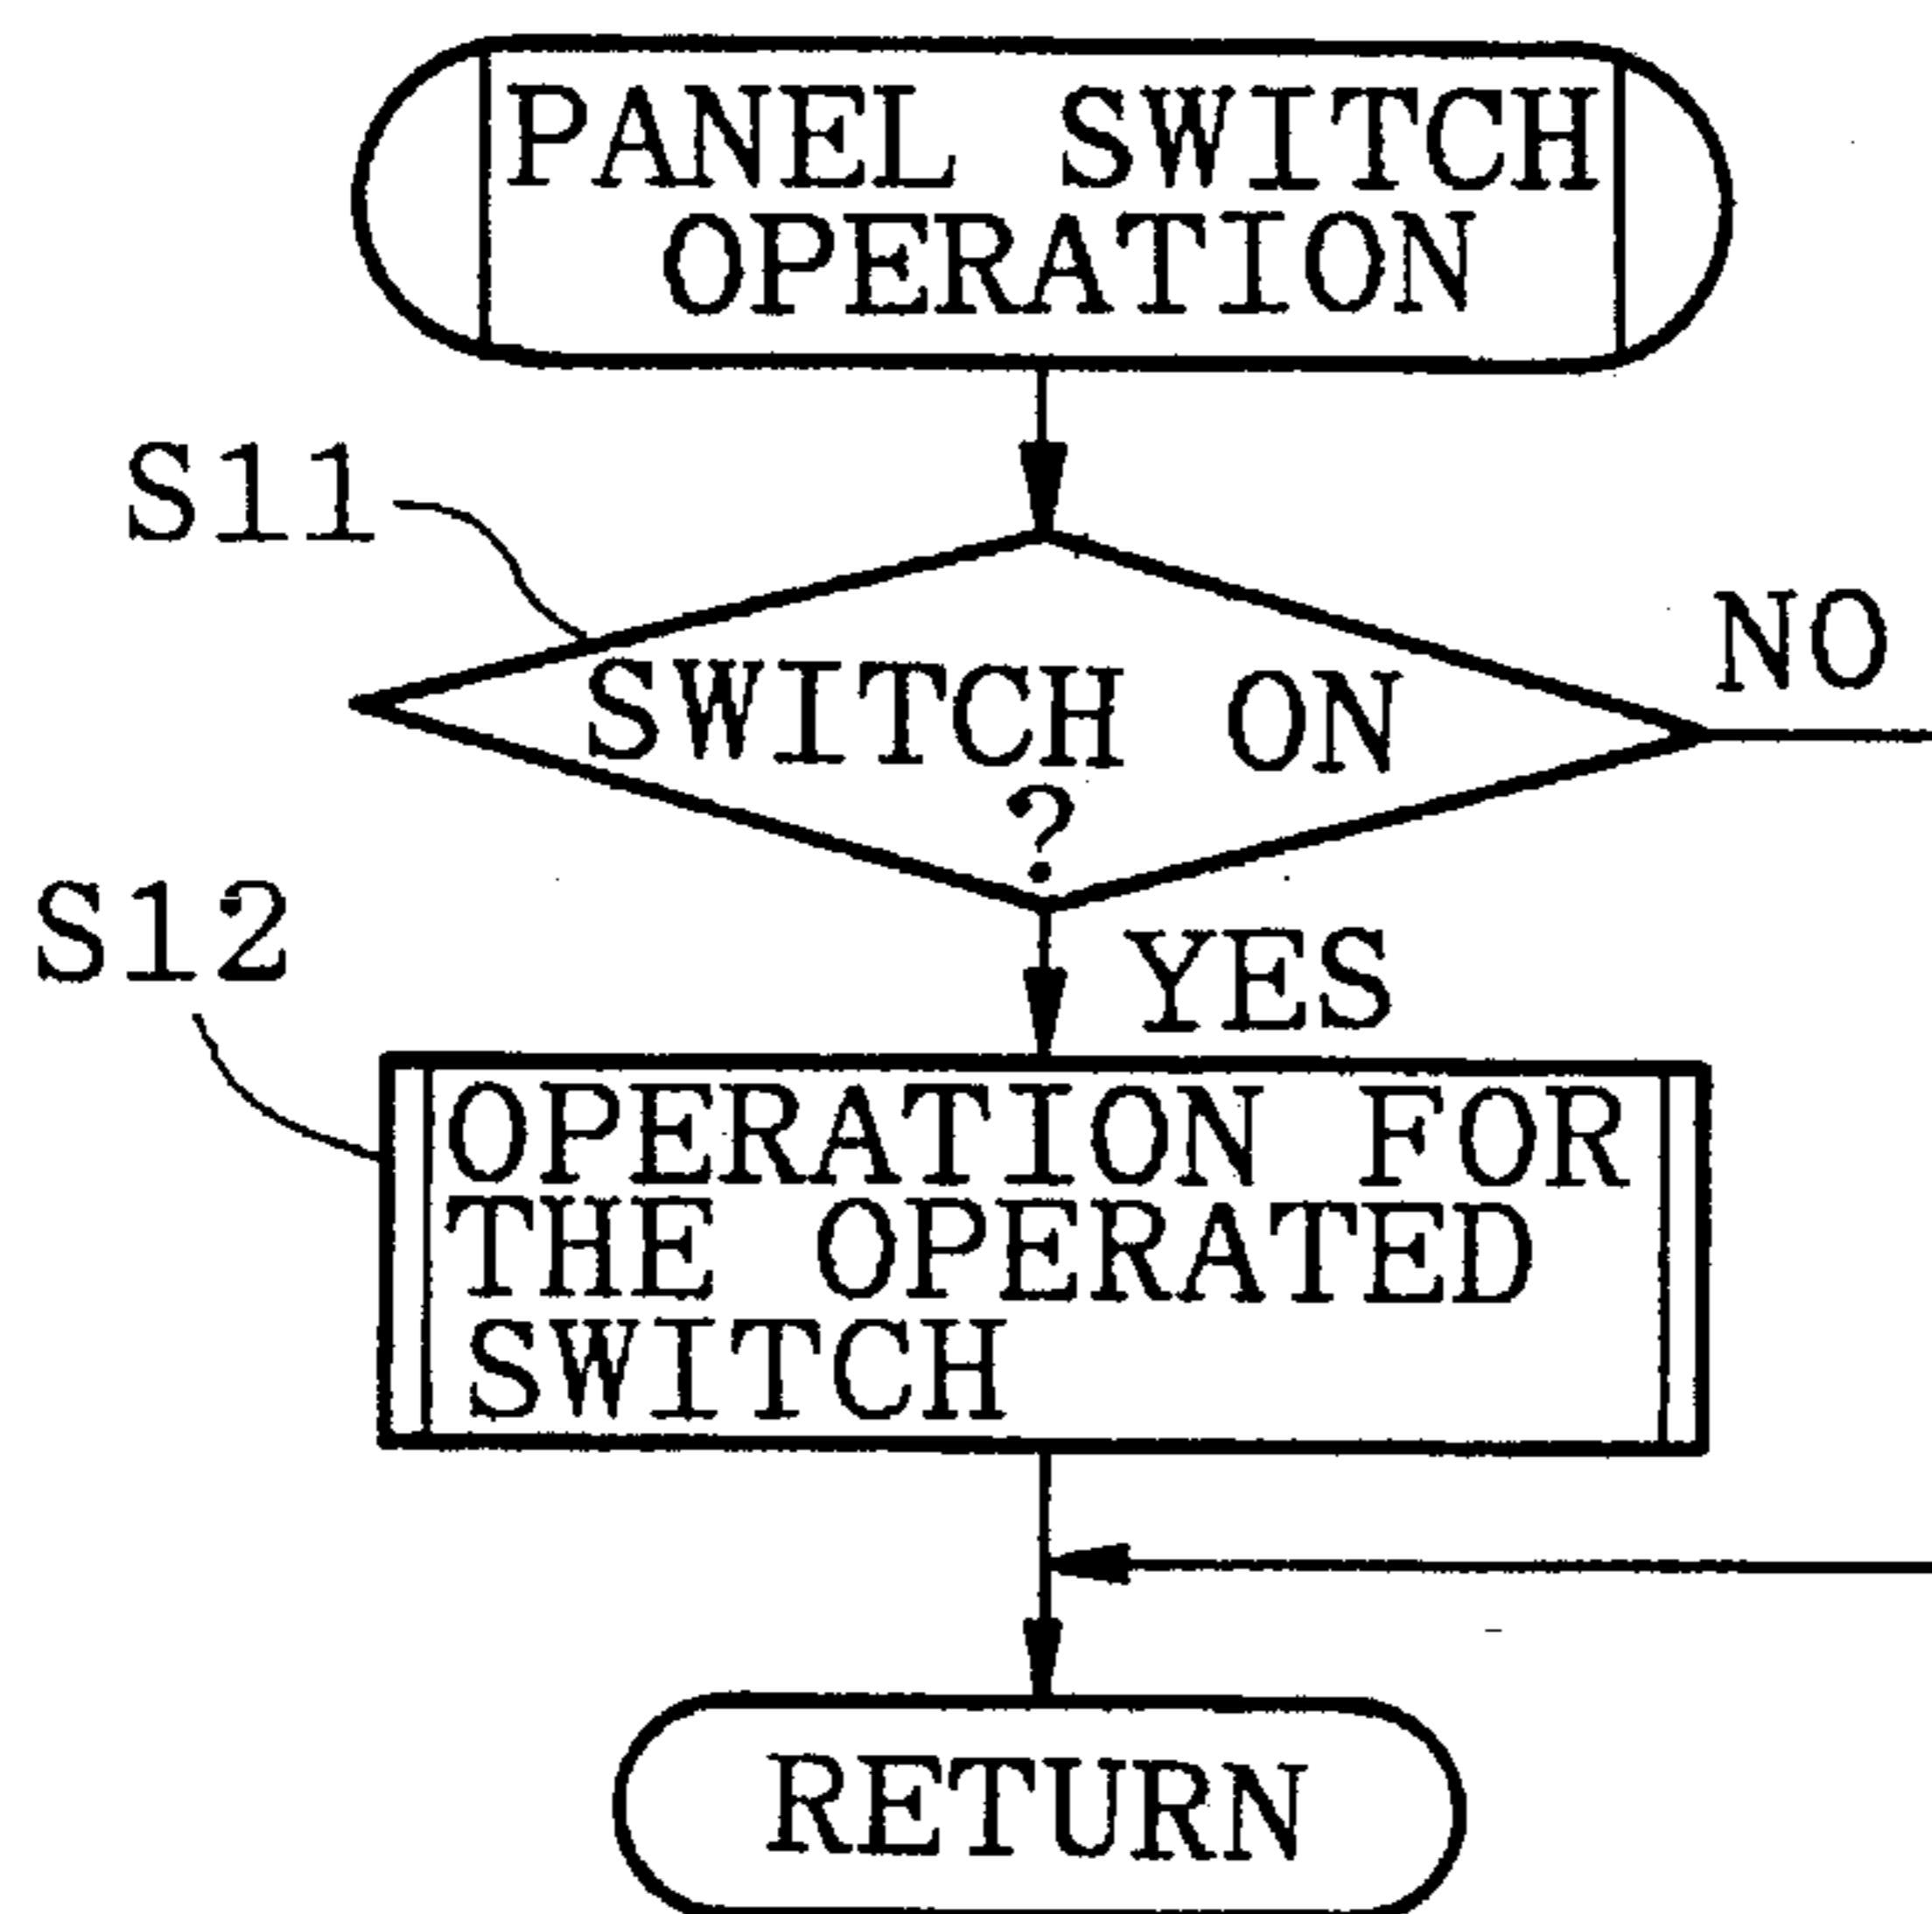 PANEL SWITCH
OPERATION
S11
NO
SWITCH ON
?
S12
YES
OPERATION FOR
THE OPERATED
SWITCH
RETURN